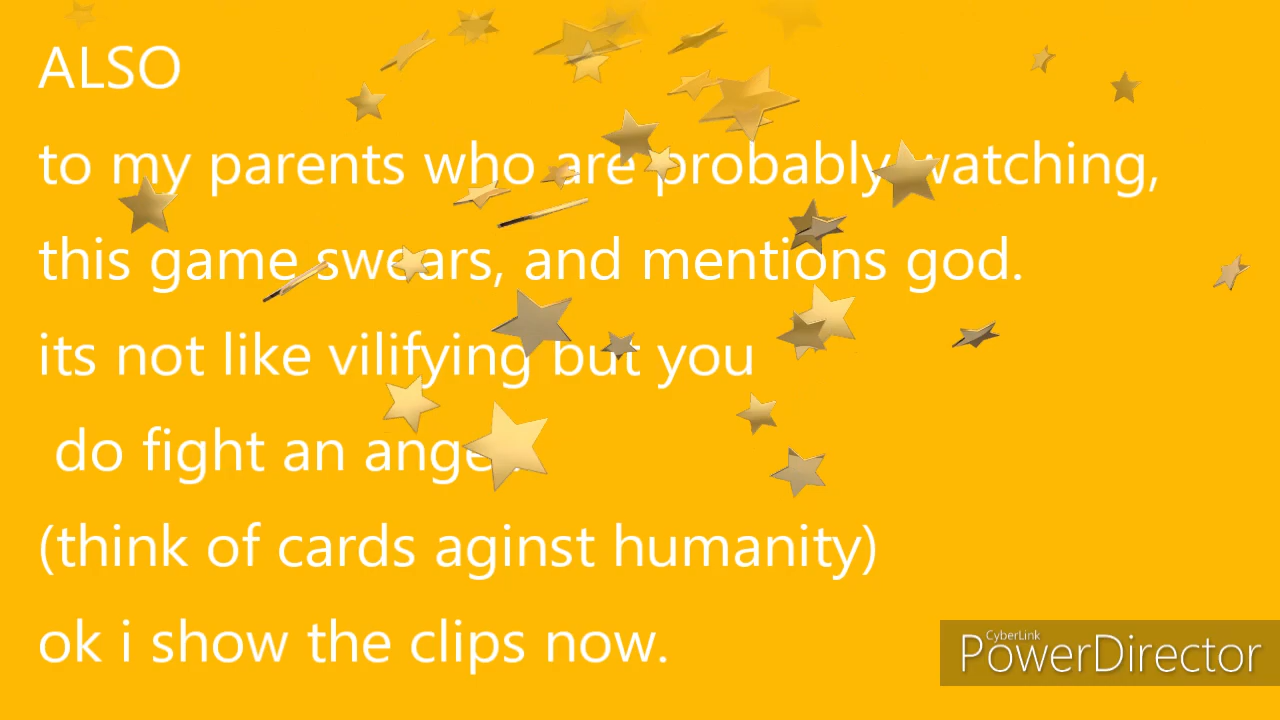 ALSO
to my parents who are probably watching,
this game swears, and mentions god.
its not like vilifying but you
do fight an angel
(think of cards aginst humanity)
ok i show the clips now.
CyberLink
PowerDirector